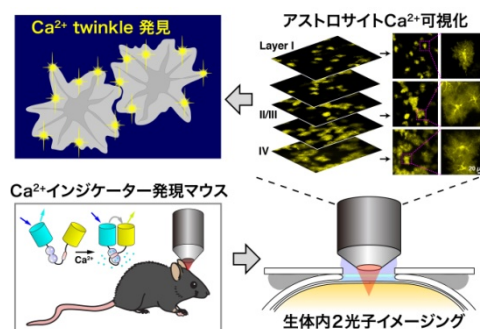 Ca²⁺ twinkle 発見
アストロサイトCa²⁺可視化
Layer I
II/III
IV
20 μm
Ca²⁺インジケーター発現マウス
Ca²⁺
生体内2光子イメージング